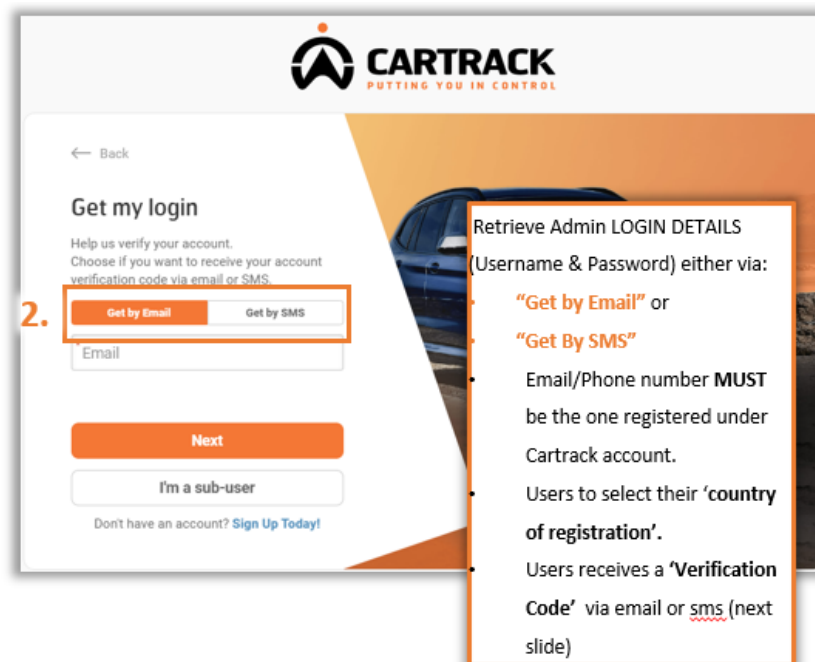 CARTRACK
PUTTING YOU IN CONTROL
← Back
Get my login
Help us verify your account.
Choose if you want to receive your account
verification code via email or SMS.
2.
Get by Email
Get by SMS
Email
Next
I'm a sub-user
Don't have an account? Sign Up Today!
Retrieve Admin LOGIN DETAILS
(Username & Password) either via:
• “Get by Email” or
• “Get By SMS”
• Email/Phone number MUST
be the one registered under
Cartrack account.
• Users to select their ‘country
of registration’.
• Users receives a ‘Verification
Code’ via email or sms (next
slide)